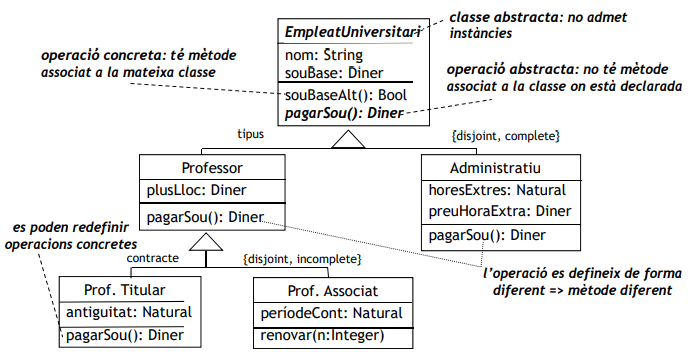 classe abstracta: no admet
instàncies
EmpleatUniversitari
nom: String
souBase: Diner
souBaseAlt(): Bool
pagarSou(): Diner
operació concreta: té mètode
associat a la mateixa classe
operació abstracta: no té mètode
associat a la classe on està declarada
tipus
{disjoint, complete}
Professor
plusLloc: Diner
pagarSou(): Diner
Administratiu
horesExtres: Natural
preuHoraExtra: Diner
pagarSou(): Diner
es poden redefinir
operacions concretes
contracte
{disjoint, incomplete}
l'operació es defineix de forma
diferent => mètode diferent
Prof. Titular
antiguitat: Natural
pagarSou(): Diner
Prof. Associat
períodeCont: Natural
renovar(n:Integer)